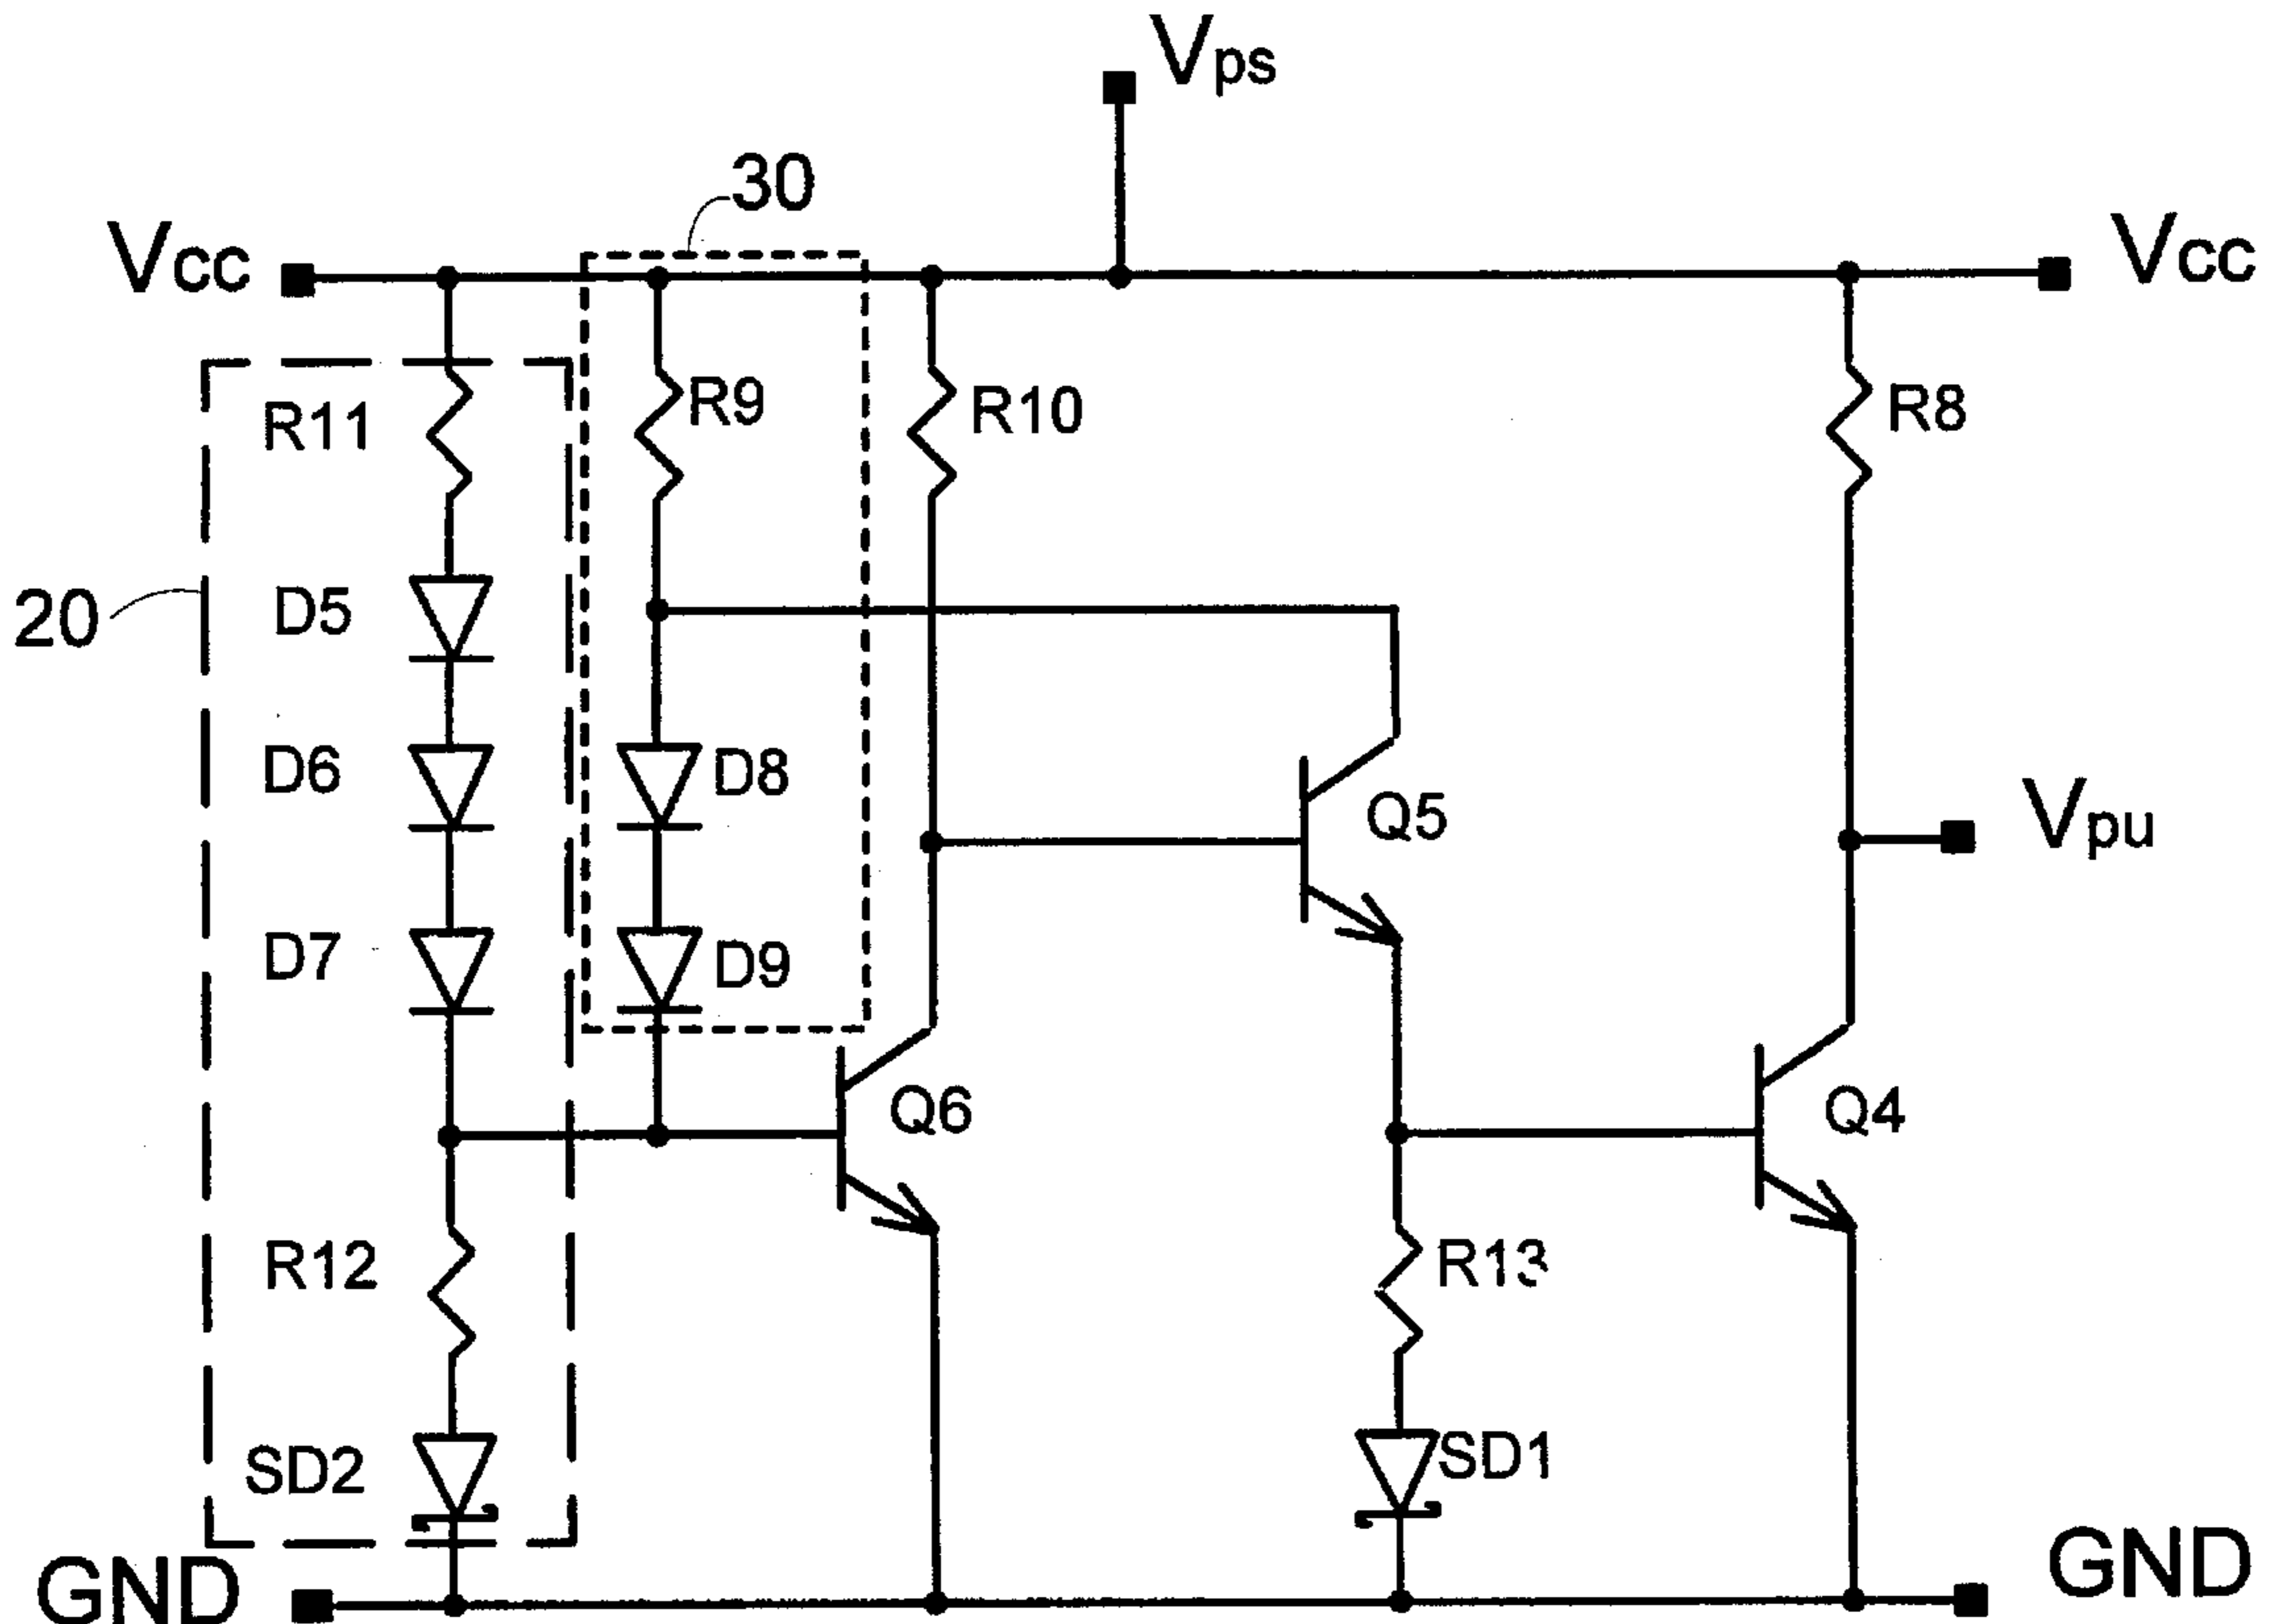 Vps
30
Vcc
Vcc
R11
R9
R10
R8
20
D5
D6
D8
Q5
Vpu
D7
D9
Q6
Q4
R12
R13
SD2
SD1
GND
GND